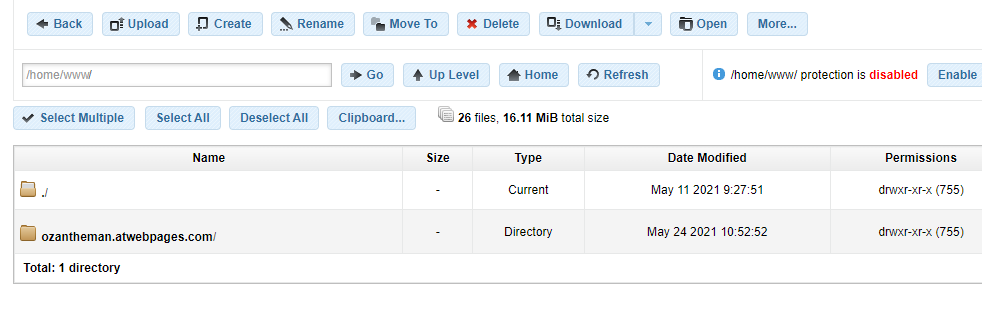 Back Upload Create Rename Move To Delete Download Open More...
/home/www/ Go Up Level Home Refresh /home/www/ protection is disabled Enable
Select Multiple Select All Deselect All Clipboard... 26 files, 16.11 MiB total size
Name Size Type Date Modified Permissions
./ - Current May 11 2021 9:27:51 drwxr-xr-x (755)
ozantheman.atwebpages.com/ - Directory May 24 2021 10:52:52 drwxr-xr-x (755)
Total: 1 directory